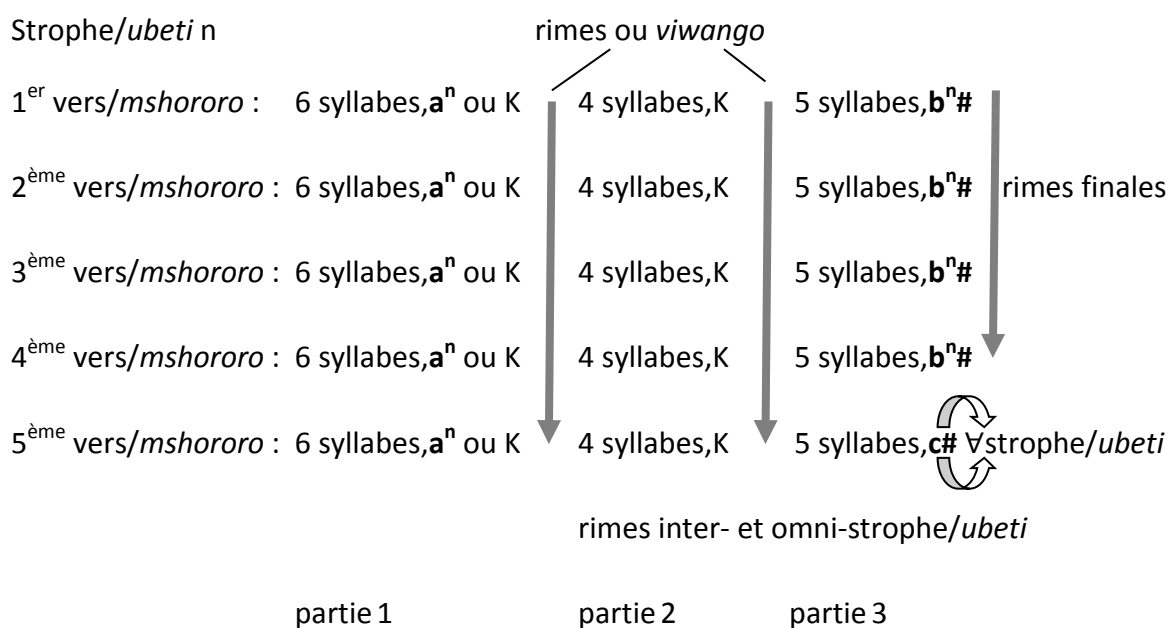 Strophe/ubeti n rimes ou viwango
1er vers/mshororo : 6 syllabes,aⁿ ou K 4 syllabes,K 5 syllabes,bⁿ#
2ème vers/mshororo : 6 syllabes,aⁿ ou K 4 syllabes,K 5 syllabes,bⁿ# rimes finales
3ème vers/mshororo : 6 syllabes,aⁿ ou K 4 syllabes,K 5 syllabes,bⁿ#
4ème vers/mshororo : 6 syllabes,aⁿ ou K 4 syllabes,K 5 syllabes,bⁿ#
5ème vers/mshororo : 6 syllabes,aⁿ ou K 4 syllabes,K 5 syllabes,c# ∀strophe/ubeti
rimes inter- et omni-strophe/ubeti
partie 1 partie 2 partie 3